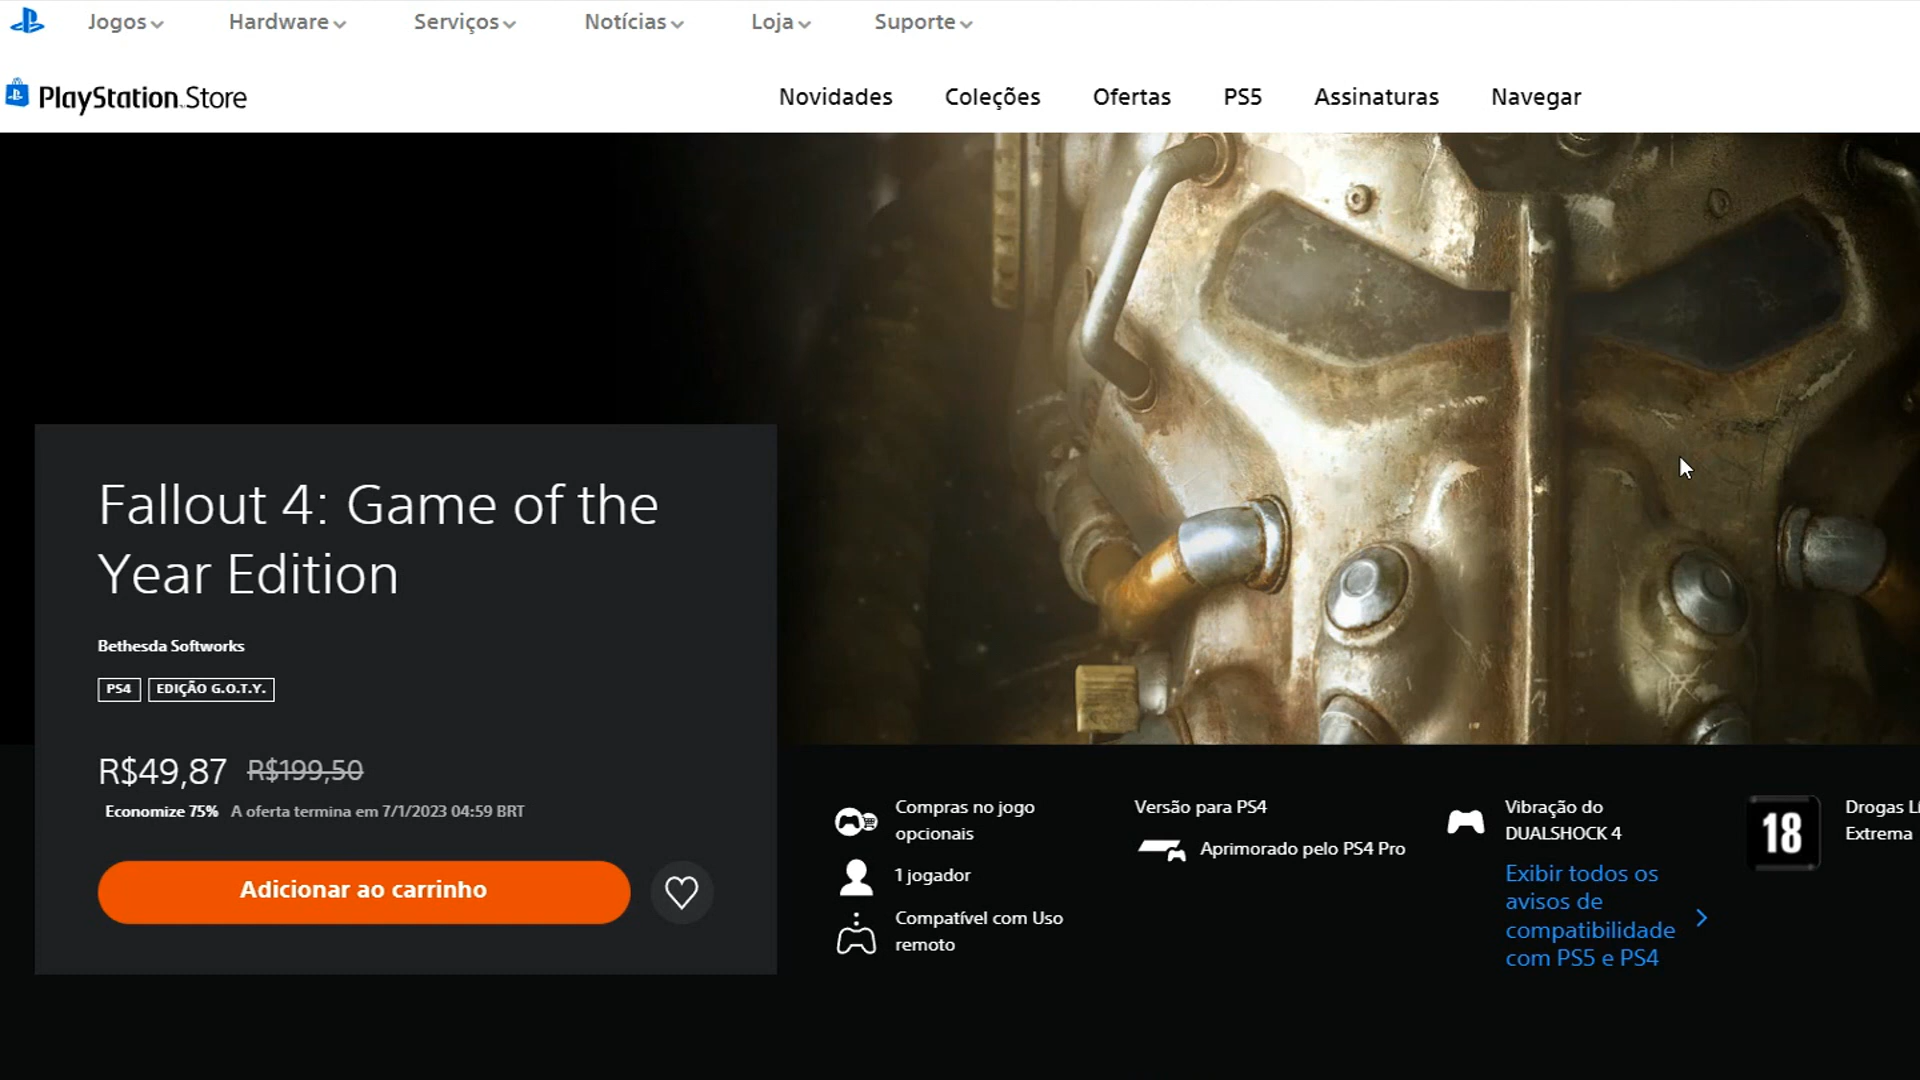 Jogos
Hardware
Serviços
Notícias
Loja
Suporte
PlayStation Store
Novidades
Coleções
Ofertas
PS5
Assinaturas
Navegar
Fallout 4: Game of the
Year Edition
Bethesda Softworks
PS4
EDIÇÃO G.O.T.Y.
R$49,87 R$199,50
Economize 75% A oferta termina em 7/1/2023 04:59 BRT
Adicionar ao carrinho
Compras no jogo
opcionais
1 jogador
Compatível com Uso
remoto
Versão para PS4
Aprimorado pelo PS4 Pro
Vibração do
DUALSHOCK 4
Exibir todos os
avisos de
compatibilidade
com PS5 e PS4
18
Drogas
Extrema